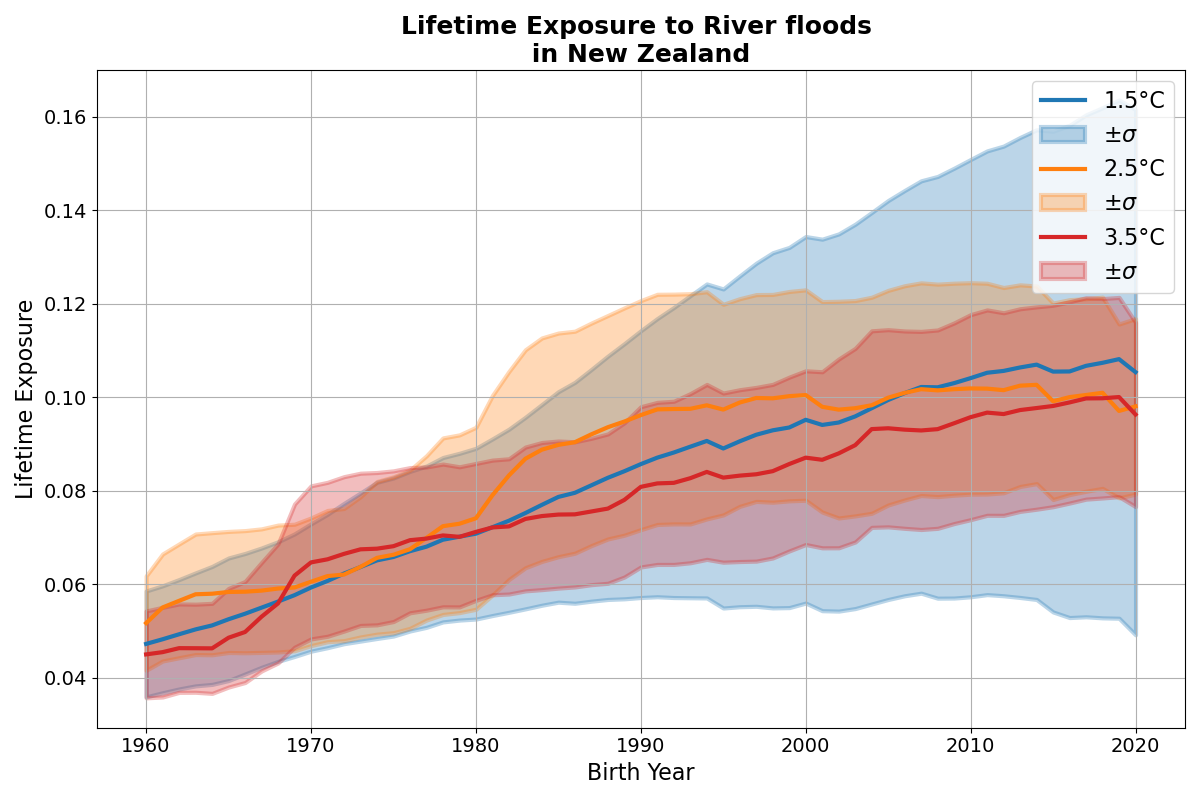 Lifetime Exposure to River floods
in New Zealand
0.16
0.14
0.12
0.10
0.08
0.06
0.04
Lifetime Exposure
1960
1970
1980
1990
2000
2010
2020
Birth Year
1.5°C
±σ
2.5°C
±σ
3.5°C
±σ